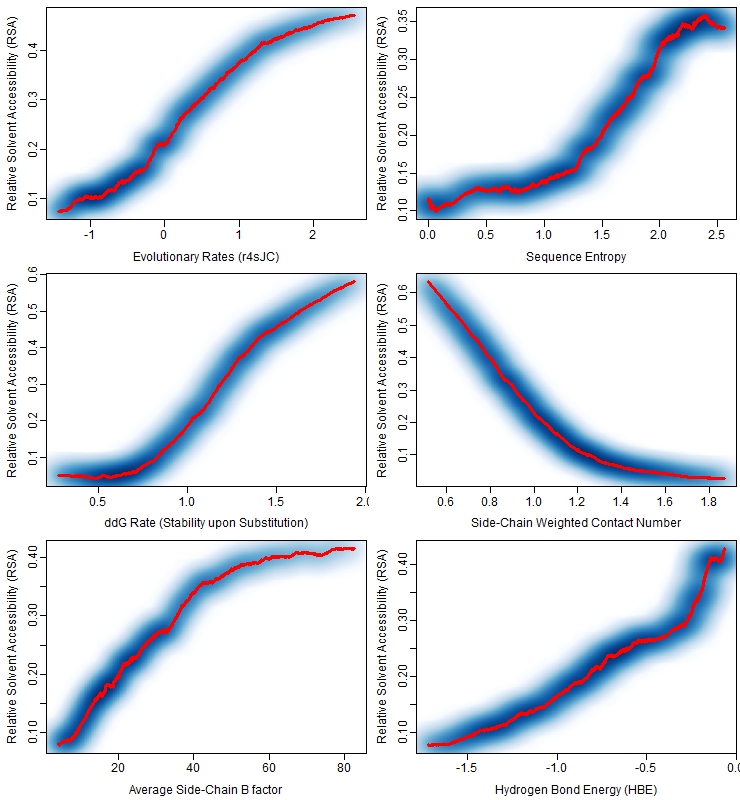 Relative Solvent Accessibility (RSA)
0.1 0.2 0.3 0.4
-1 0 1 2
Evolutionary Rates (r4sJC)
Relative Solvent Accessibility (RSA)
0.10 0.15 0.20 0.25 0.30 0.35
0.0 0.5 1.0 1.5 2.0 2.5
Sequence Entropy
Relative Solvent Accessibility (RSA)
0.1 0.2 0.3 0.4 0.5 0.6
0.5 1.0 1.5 2.0
ddG Rate (Stability upon Substitution)
Relative Solvent Accessibility (RSA)
0.1 0.2 0.3 0.4 0.5 0.6
0.6 0.8 1.0 1.2 1.4 1.6 1.8
Side-Chain Weighted Contact Number
Relative Solvent Accessibility (RSA)
0.10 0.20 0.30 0.40
20 40 60 80
Average Side-Chain B factor
Relative Solvent Accessibility (RSA)
0.10 0.20 0.30 0.40
-1.5 -1.0 -0.5 0.0
Hydrogen Bond Energy (HBE)